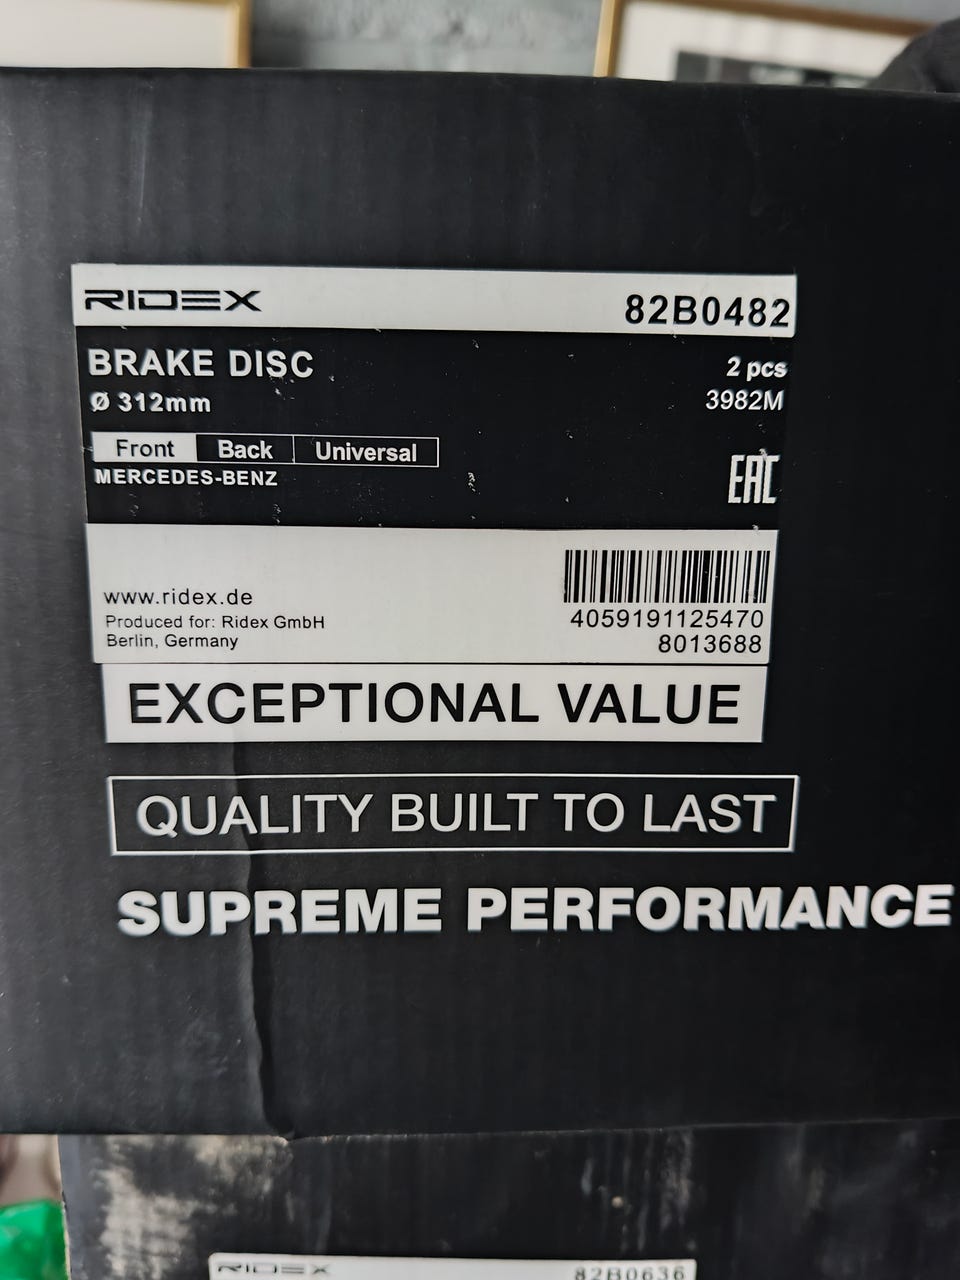 RIDEX 82B0482
BRAKE DISC 2 pcs
Ø 312mm 3982M
Front Back Universal
MERCEDES-BENZ
EAC
www.ridex.de
Produced for: Ridex GmbH
Berlin, Germany
4059191125470
8013688
EXCEPTIONAL VALUE
QUALITY BUILT TO LAST
SUPREME PERFORMANCE
RIDEX 82B0636